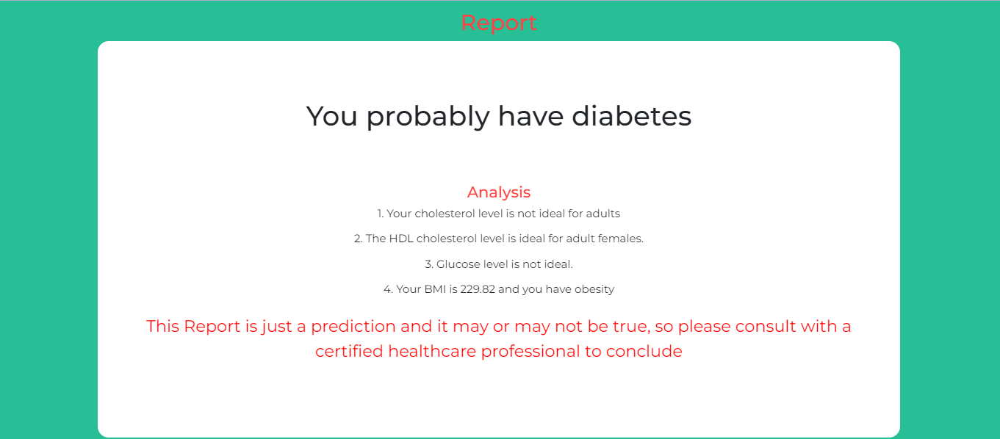 Report
You probably have diabetes
Analysis
1. Your cholesterol level is not ideal for adults
2. The HDL cholesterol level is ideal for adult females.
3. Glucose level is not ideal.
4. Your BMI is 229.82 and you have obesity
This Report is just a prediction and it may or may not be true, so please consult with a
certified healthcare professional to conclude